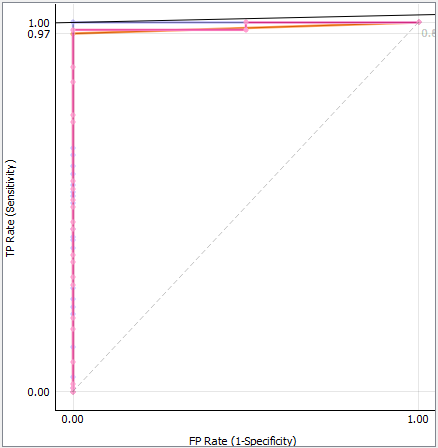 1.00
0.97
TP Rate (Sensitivity)
0.00
0.00
1.00
FP Rate (1-Specificity)